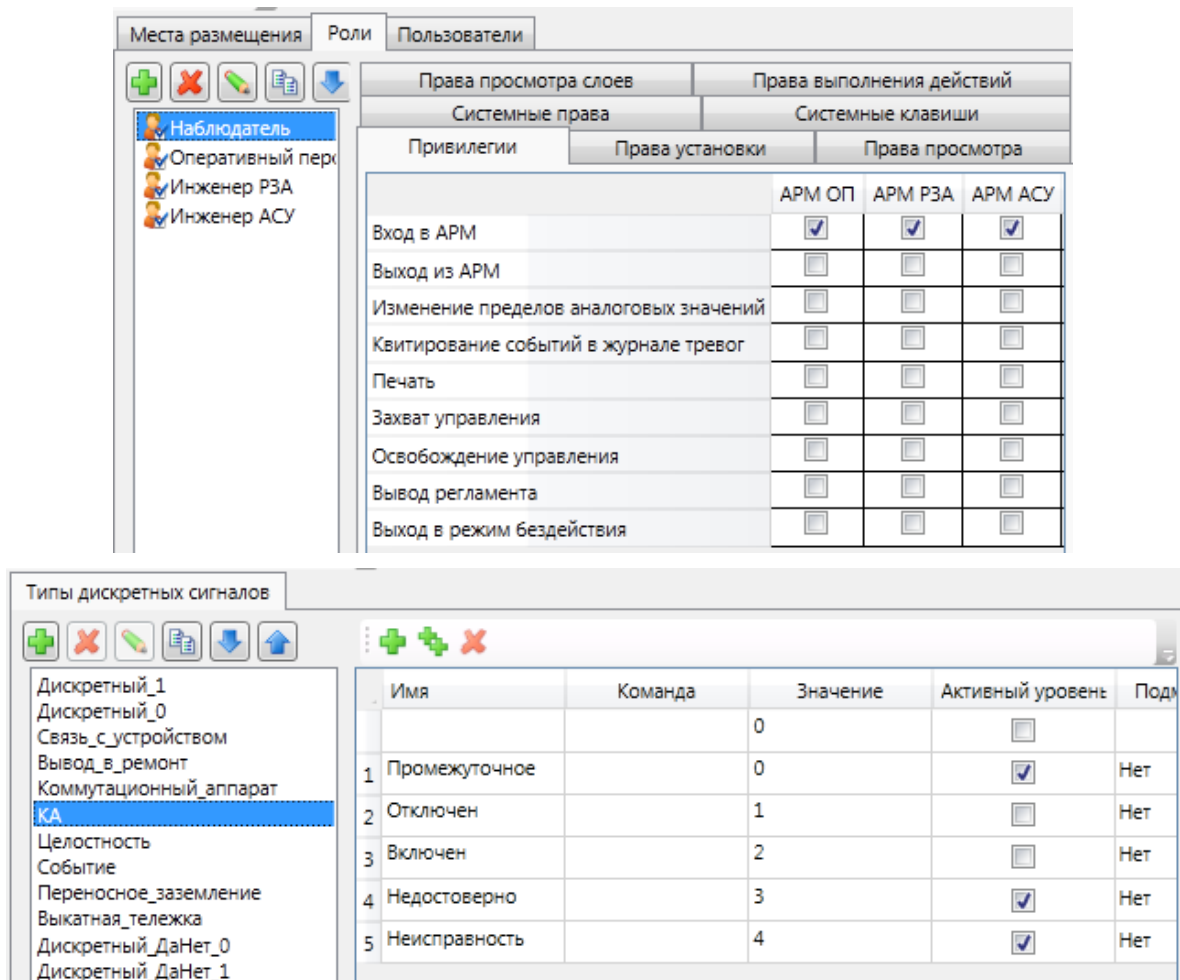 Места размещения Роли Пользователи
Права просмотра слоев Права выполнения действий
Системные права Системные клавиши
Привилегии Права установки Права просмотра
Наблюдатель
Оперативный перс
Инженер РЗА
Инженер АСУ
АРМ ОП АРМ РЗА АРМ АСУ
Вход в АРМ
Выход из АРМ
Изменение пределов аналоговых значений
Квитирование событий в журнале тревог
Печать
Захват управления
Освобождение управления
Вывод регламента
Выход в режим бездействия
Типы дискретных сигналов
Дискретный_1
Дискретный_0
Связь_с_устройством
Вывод_в_ремонт
Коммутационный_аппарат
КА
Целостность
Событие
Переносное_заземление
Выкатная_тележка
Дискретный_ДаНет_0
Дискретный_ДаНет_1
Имя Команда Значение Активный уровень Подм
0
1 Промежуточное 0 Нет
2 Отключен 1 Нет
3 Включен 2 Нет
4 Недостоверно 3 Нет
5 Неисправность 4 Нет